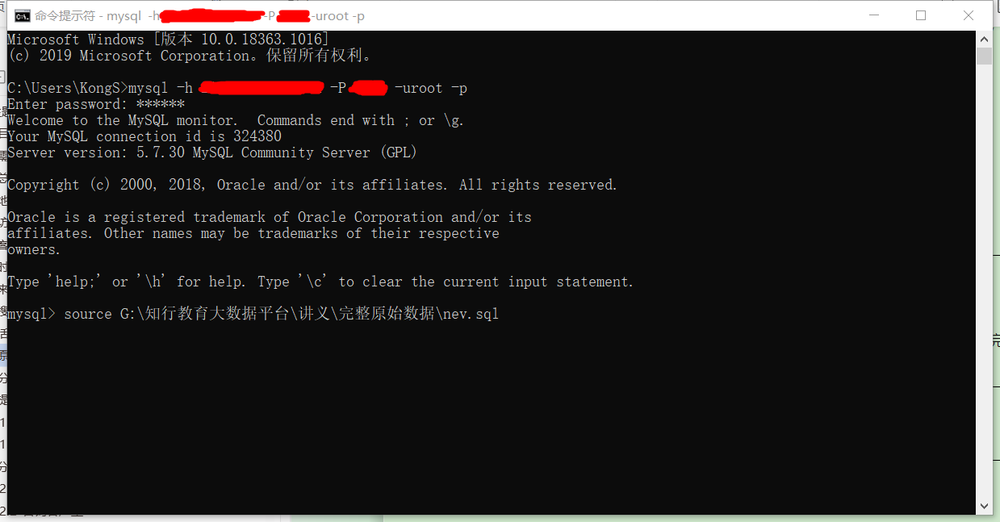 命令提示符 - mysql -h -P -uroot -p
Microsoft Windows [版本 10.0.18363.1016]
(c) 2019 Microsoft Corporation。保留所有权利。
C:\Users\KongS>mysql -h -P -uroot -p
Enter password: ******
Welcome to the MySQL monitor.  Commands end with ; or \g.
Your MySQL connection id is 324380
Server version: 5.7.30 MySQL Community Server (GPL)
Copyright (c) 2000, 2018, Oracle and/or its affiliates. All rights reserved.
Oracle is a registered trademark of Oracle Corporation and/or its
affiliates. Other names may be trademarks of their respective
owners.
Type 'help;' or '\h' for help. Type '\c' to clear the current input statement.
mysql> source G:\知行教育大数据平台\讲义\完整原始数据\nev.sql